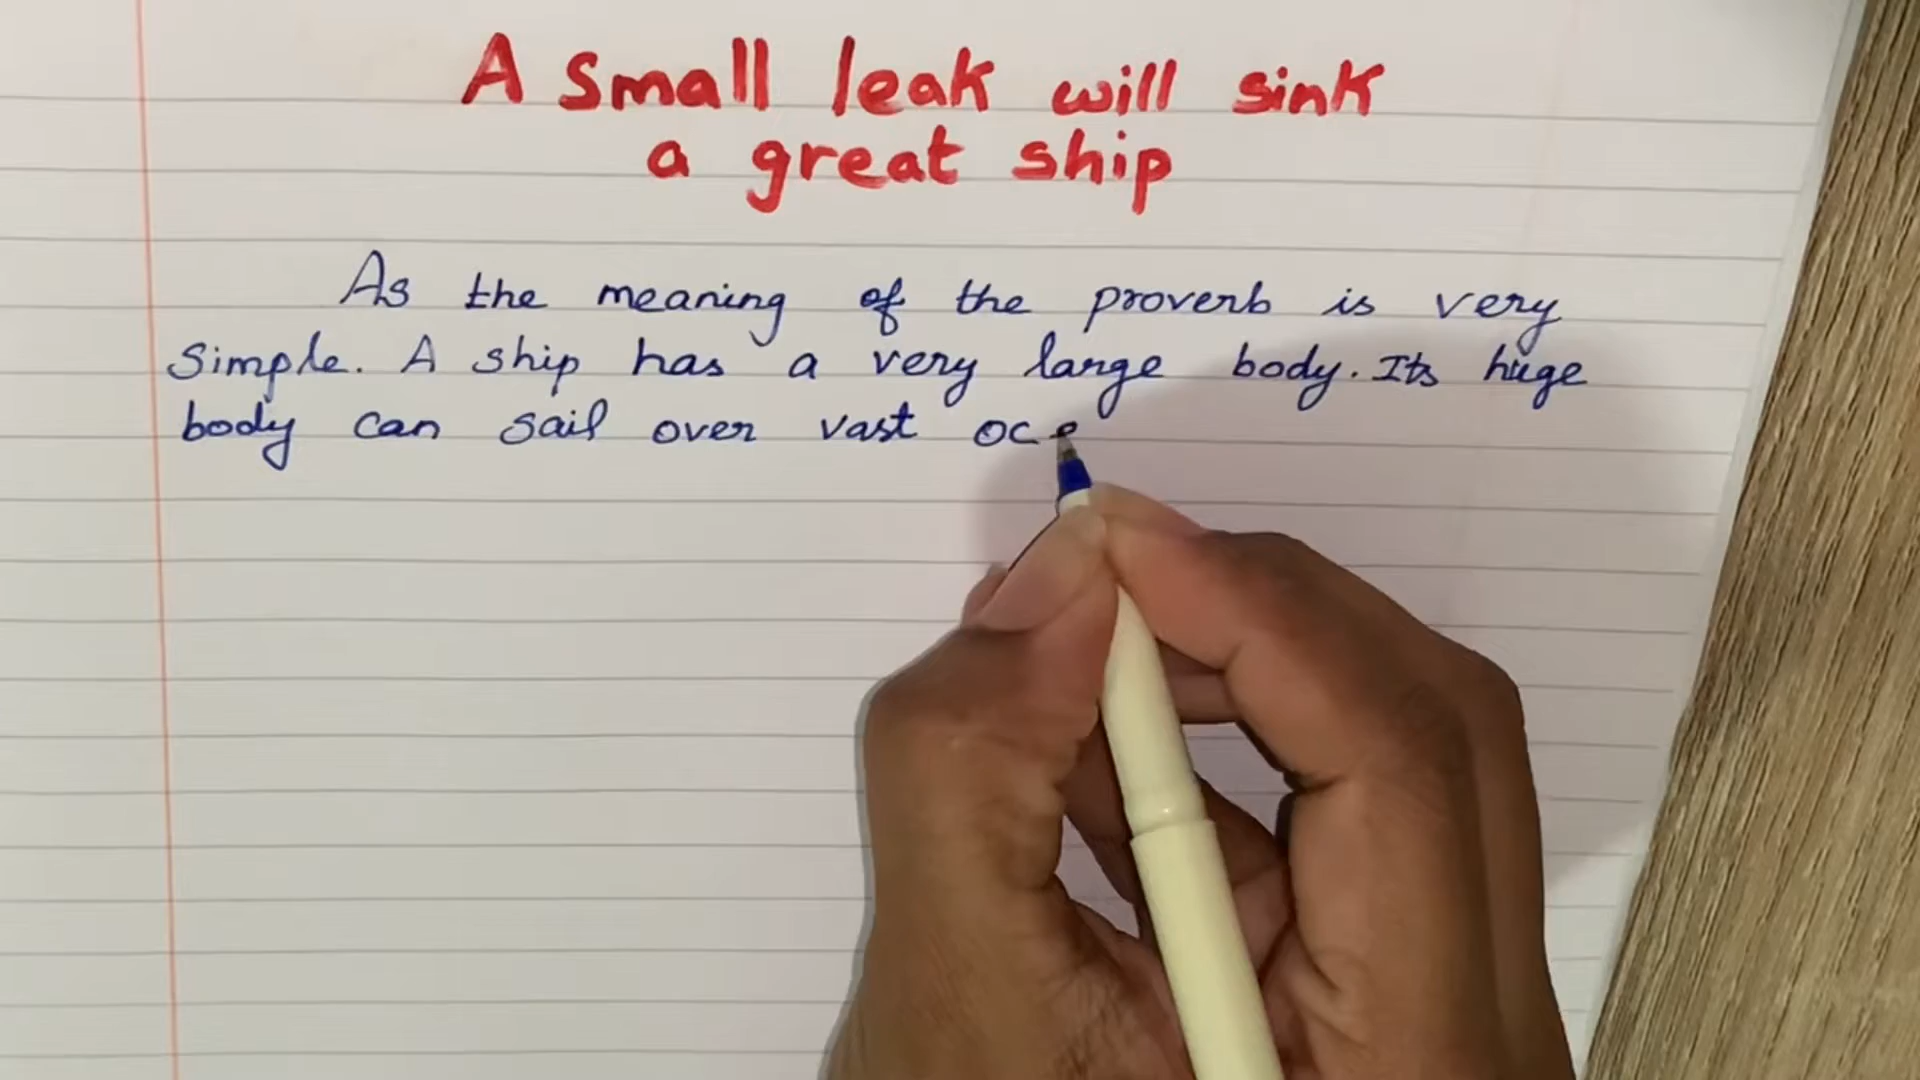 A small leak will sink
a great ship
As the meaning of the proverb is very
simple. A ship has a very large body. Its huge
body can sail over vast oce